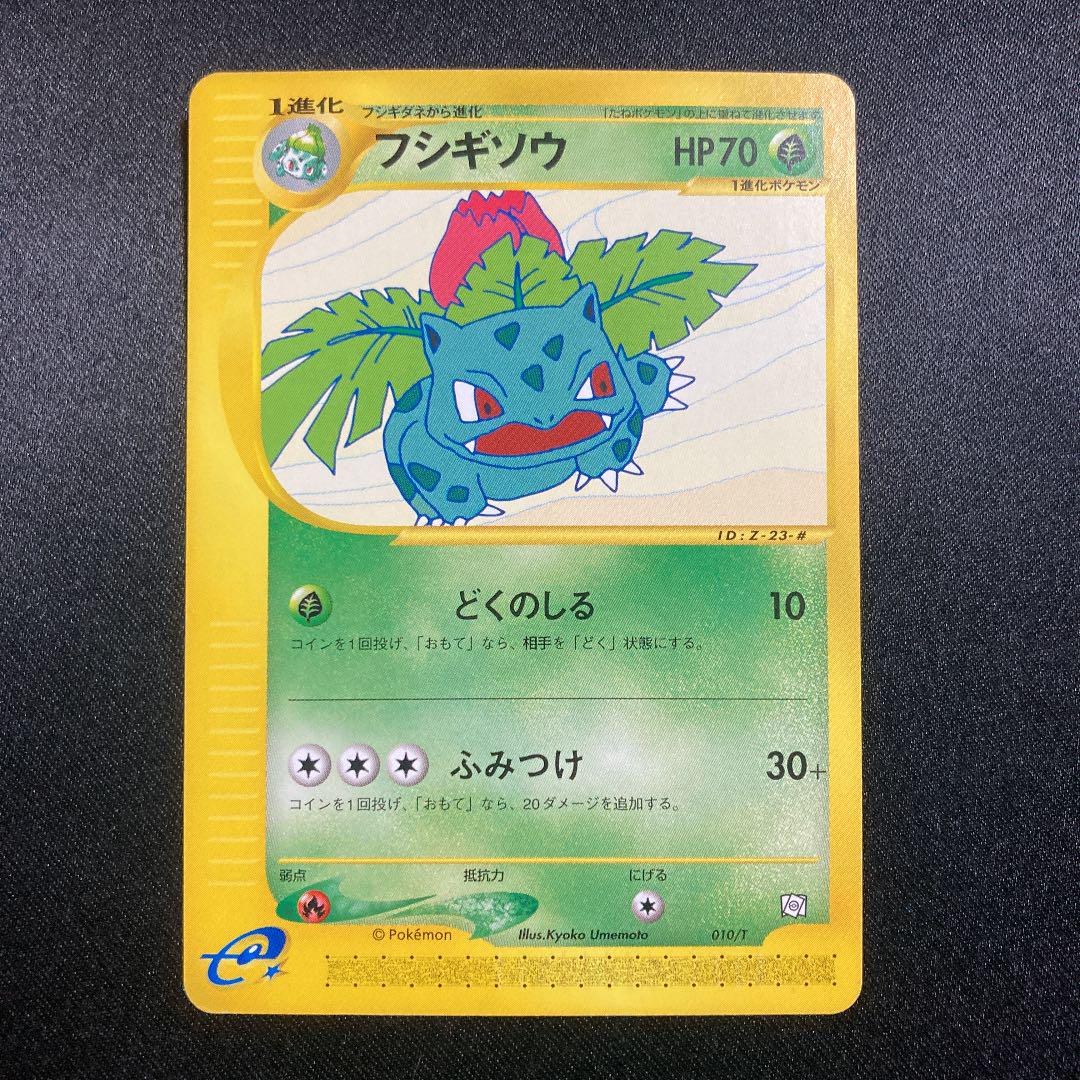 1進化
フシギダネから進化
「たねポケモン」の上に重ねて進化させます
フシギソウ
HP70
1進化ポケモン
ID:Z-23-#
どくのしる
10
コインを1回投げ、「おもて」なら、相手を「どく」状態にする。
ふみつけ
30+
コインを1回投げ、「おもて」なら、20ダメージを追加する。
弱点
抵抗力
にげる
© Pokémon
Illus.Kyoko Umemoto
010/T
e